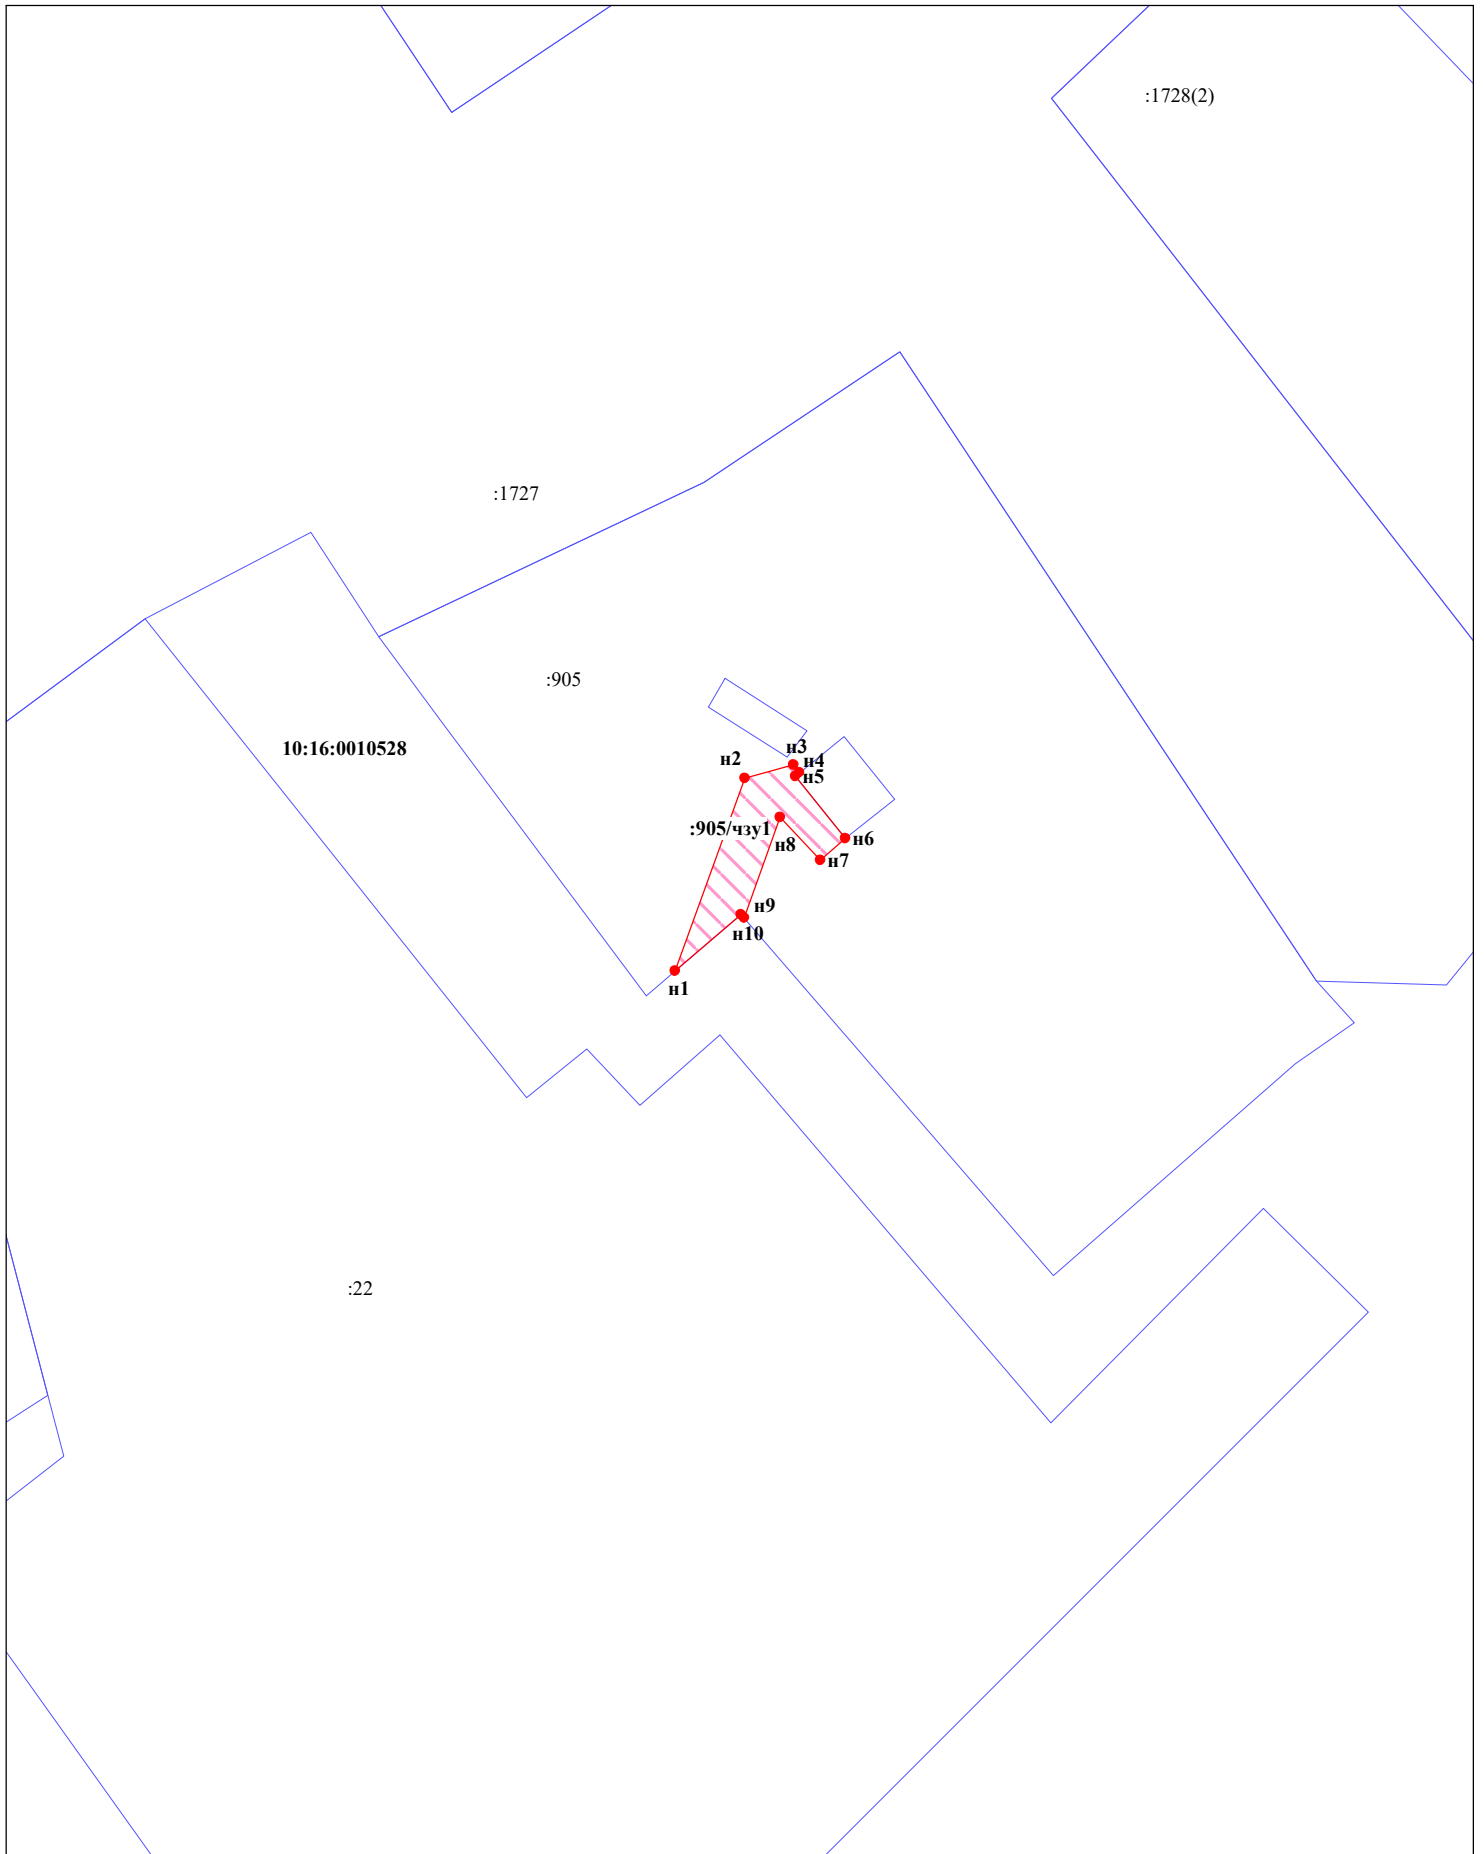 :1728(2)
:1727
:905
10:16:0010528
н3
н2
н4
н5
:905/чзу1
н8
н6
н7
н9
н10
н1
:22